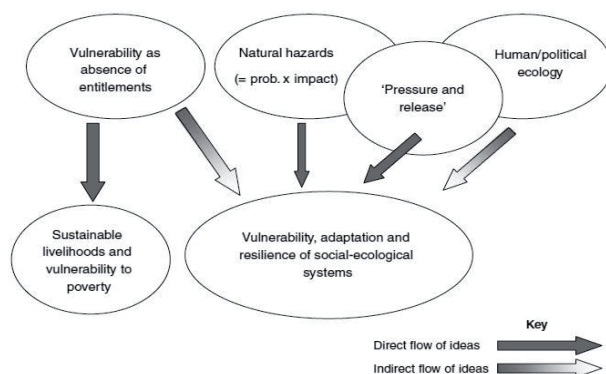 Vulnerability as
absence of
entitlements
Natural hazards
(= prob. x impact)
'Pressure and
release'
Human/political
ecology
Sustainable
livelihoods and
vulnerability to
poverty
Vulnerability, adaptation and
resilience of social-ecological
systems
Key
Direct flow of ideas
Indirect flow of ideas